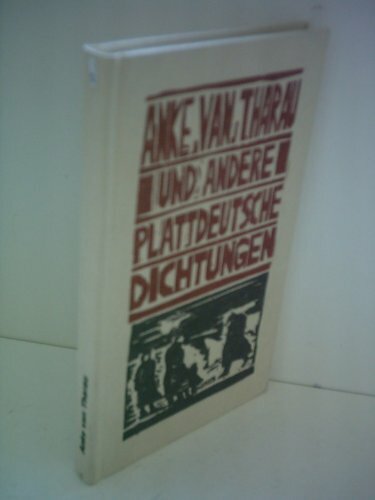 ANKE VAN THARAU
UND ANDERE
PLATTDEUTSCHE
DICHTUNGEN
Anke van Tharau